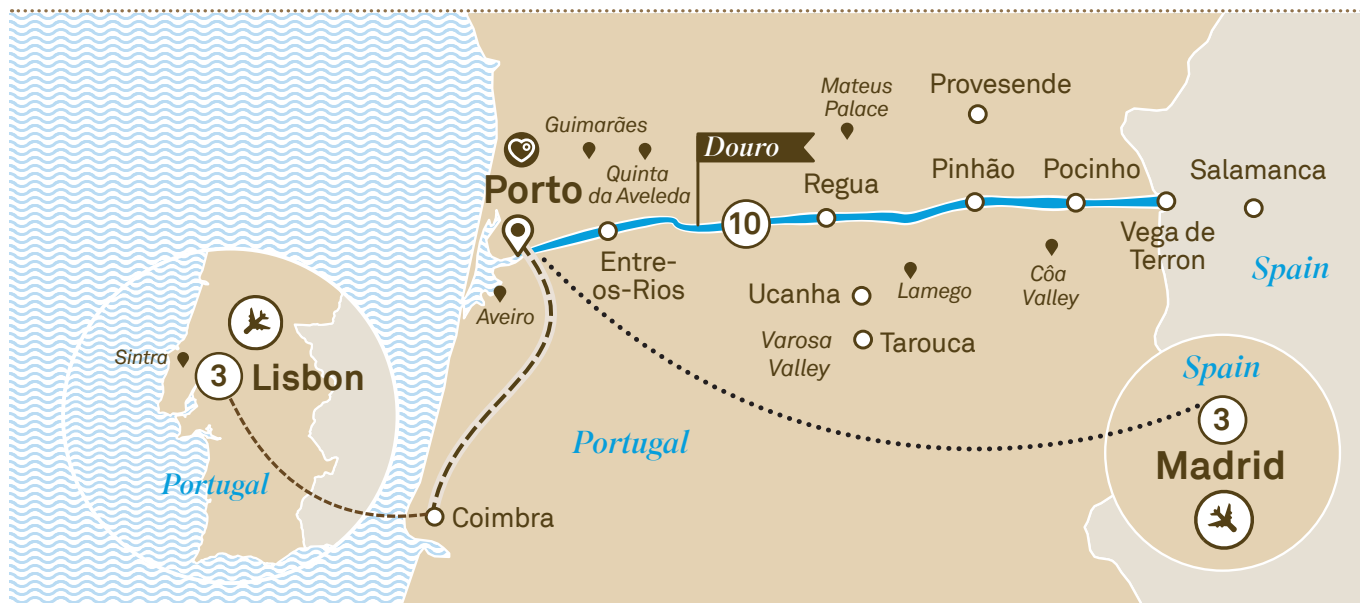 Mateus
Palace
Provesende
Guimarães
Douro
Quinta
da Aveleda
Porto
Regua
Pinhão
Pocinho
Salamanca
10
Entre-
os-Rios
Vega de
Terron
Spain
Ucanha
Lamego
Côa
Valley
Aveiro
Varosa
Valley
Tarouca
Sintra
3
Lisbon
Spain
3
Madrid
Portugal
Portugal
Coimbra